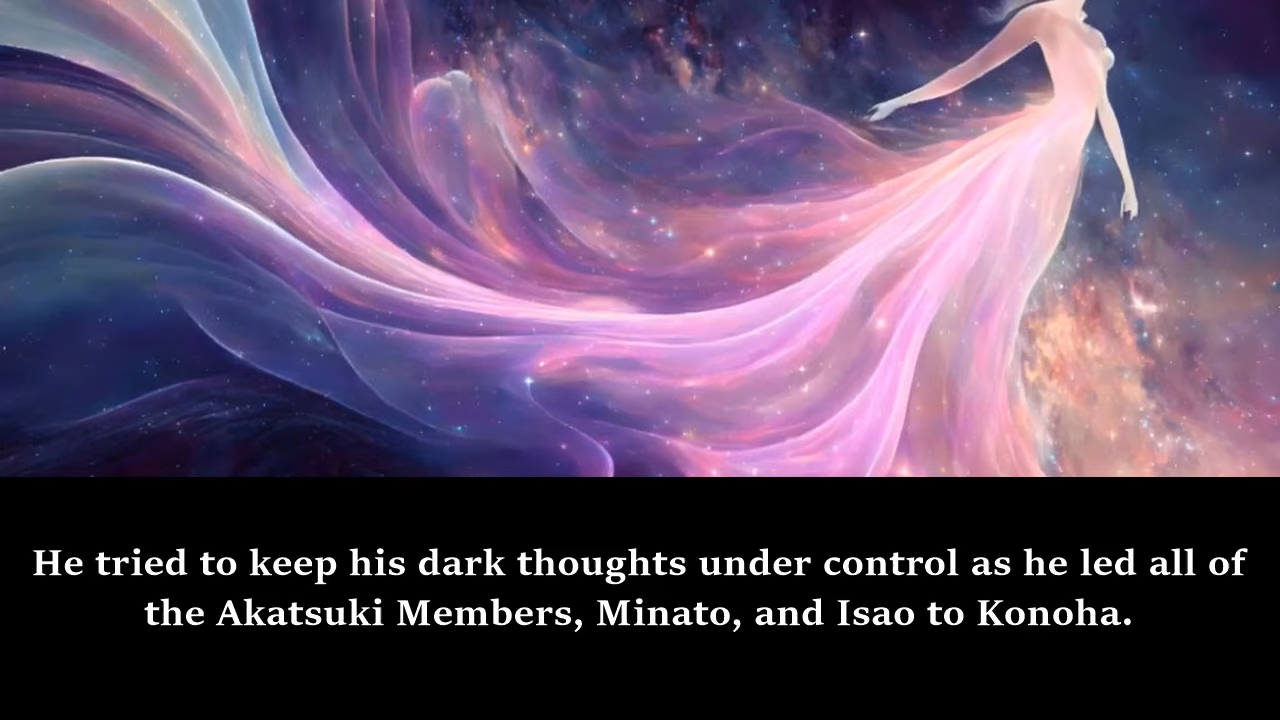 He tried to keep his dark thoughts under control as he led all of
the Akatsuki Members, Minato, and Isao to Konoha.